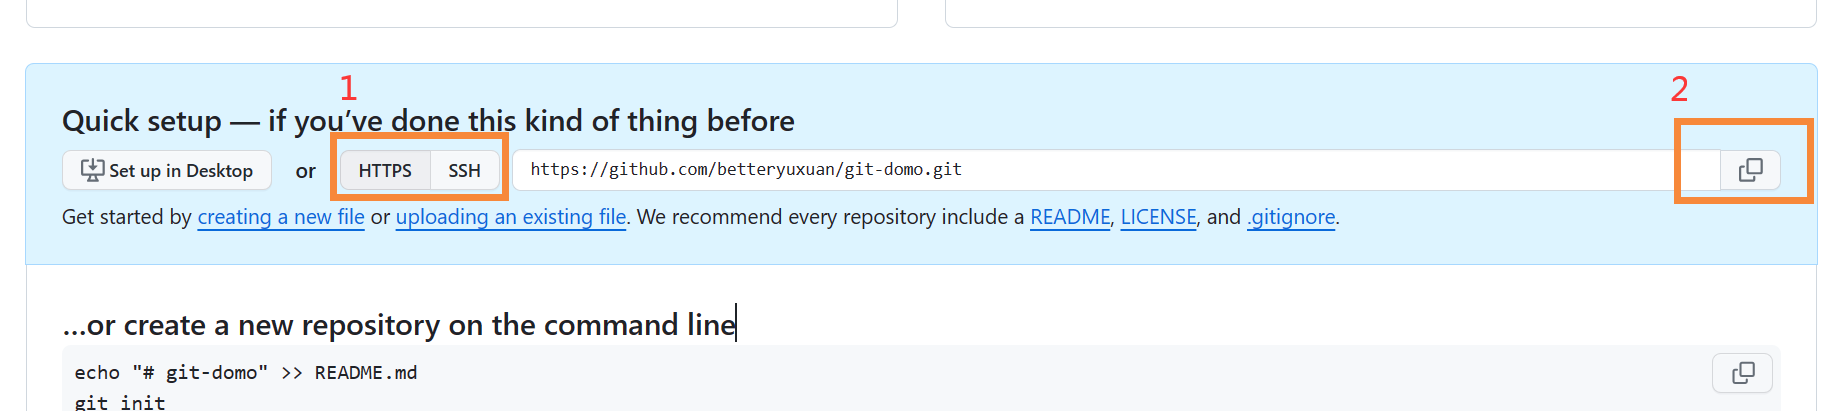 1
2
Quick setup — if you’ve done this kind of thing before
Set up in Desktop or HTTPS SSH https://github.com/betteryuxuan/git-domo.git
Get started by creating a new file or uploading an existing file. We recommend every repository include a README, LICENSE, and .gitignore.
...or create a new repository on the command line
echo "# git-domo" >> README.md
git init